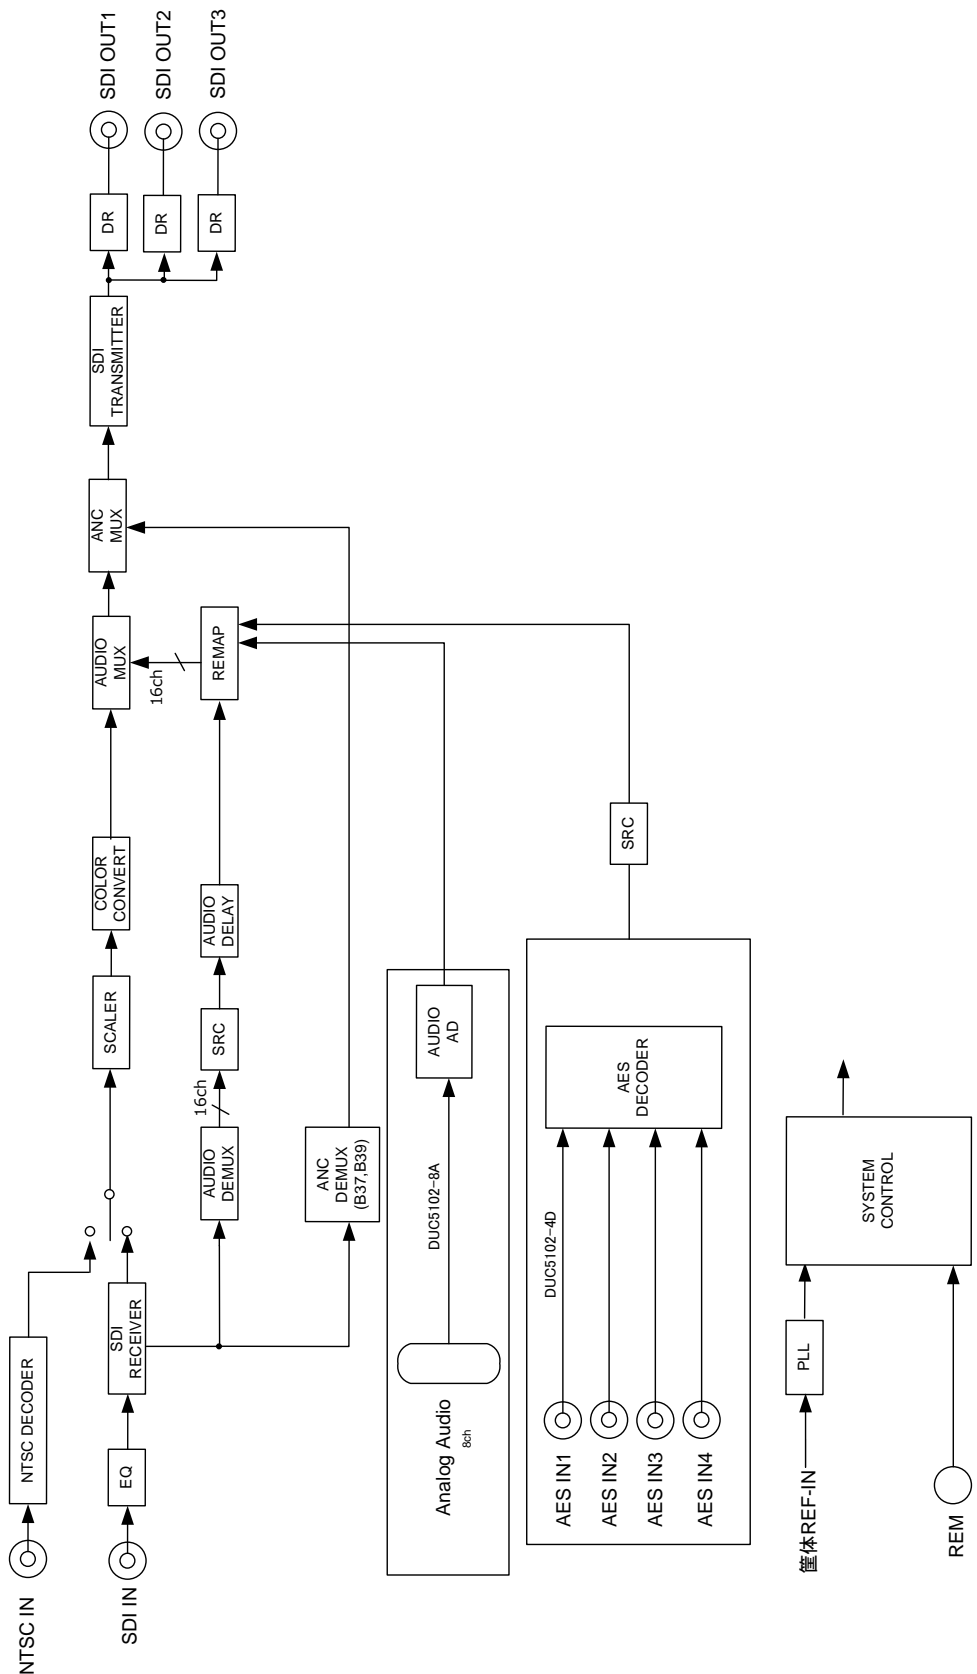 NTSC IN
NTSC DECODER
SDI IN
EQ
SDI
RECEIVER
SCALER
COLOR
CONVERT
AUDIO
MUX
ANC
MUX
SDI
TRANSMITTER
DR
SDI OUT1
DR
SDI OUT2
DR
SDI OUT3
AUDIO
DEMUX
16ch
SRC
AUDIO
DELAY
REMAP
16ch
ANC
DEMUX
(B37,B39)
Analog Audio
8ch
DUC5102-8A
AUDIO
AD
AES IN1
AES IN2
AES IN3
AES IN4
DUC5102-4D
AES
DECODER
SRC
筐体REF-IN
PLL
REM
SYSTEM
CONTROL